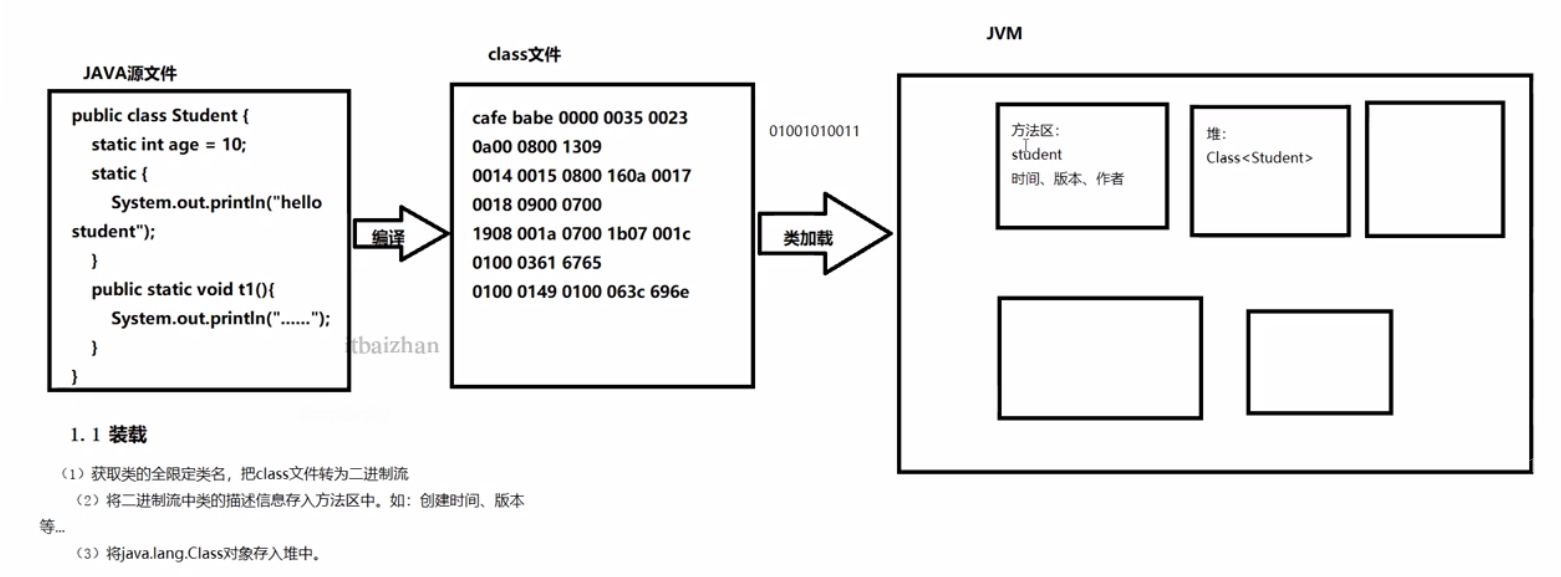 JAVA源文件
public class Student {
static int age = 10;
static {
System.out.println("hello
student");
}
public static void t1(){
System.out.println("......");
}
}
编译
class文件
cafe babe 0000 0035 0023
0a00 0800 1309
0014 0015 0800 160a 0017
0018 0900 0700
1908 001a 0700 1b07 001c
0100 0361 6765
0100 0149 0100 063c 696e
01001010011
类加载
JVM
方法区：
student
时间、版本、作者
堆：
Class<Student>
itbaizhan
1. 1 装载
（1）获取类的全限定类名，把class文件转为二进制流
（2）将二进制流中类的描述信息存入方法区中。如：创建时间、版本
等...
（3）将java.lang.Class对象存入堆中。